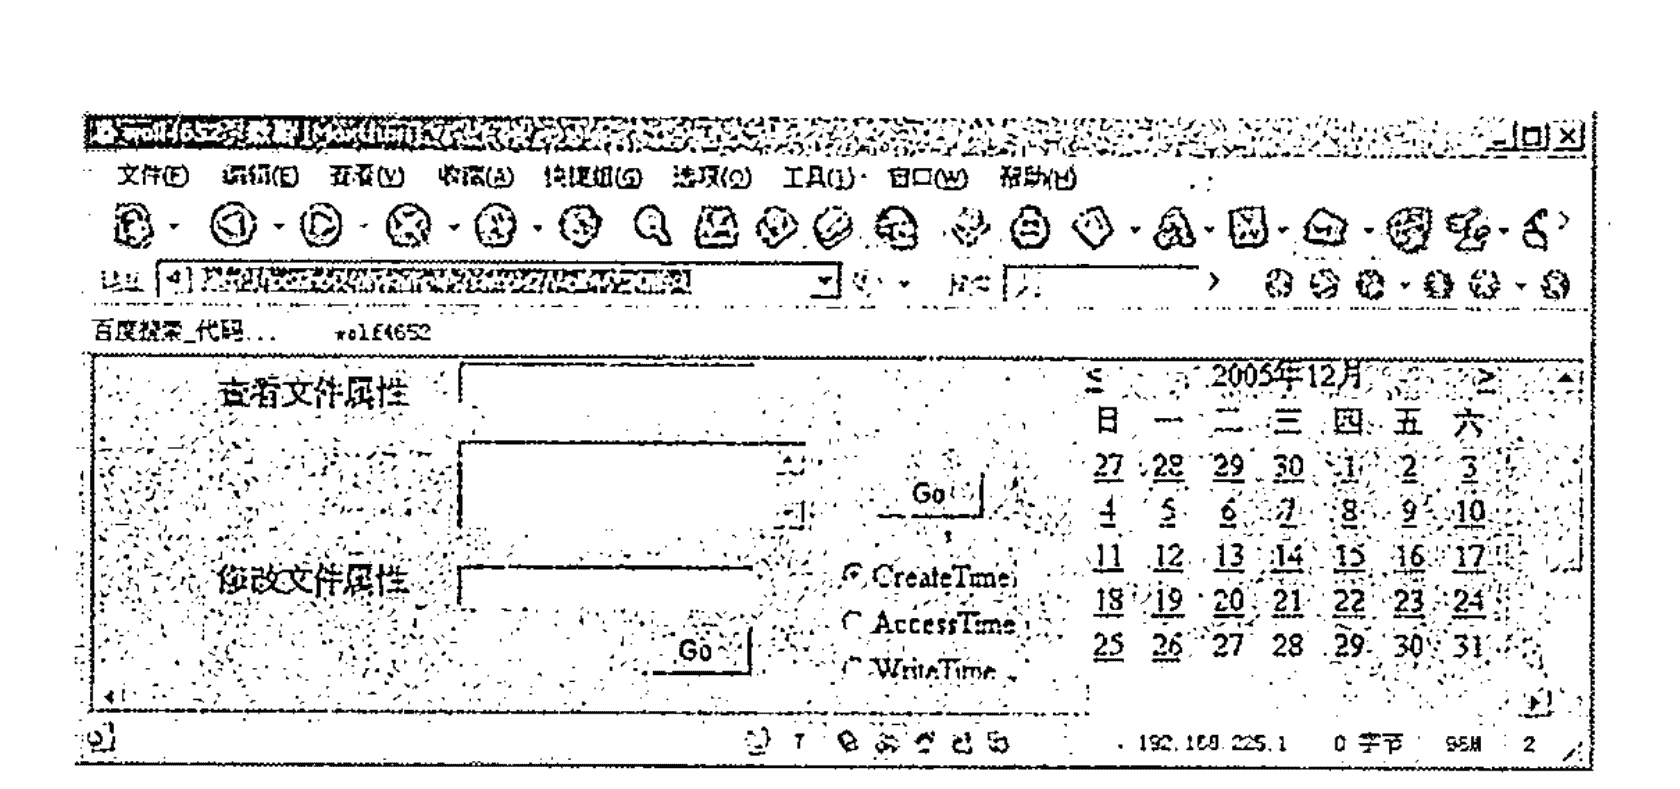 文件(F) 编辑(E) 查看(V) 收藏(A) 快捷组(G) 选项(O) 工具(T) 窗口(W) 帮助(H)
百度搜索_代码... wolf4652
查看文件属性
Go
修改文件属性
Go
CreateTime
AccessTime
WriteTime
≤ 2005年12月 ≥
日 一 二 三 四 五 六
27 28 29 30 1 2 3
4 5 6 7 8 9 10
11 12 13 14 15 16 17
18 19 20 21 22 23 24
25 26 27 28 29 30 31
192.168.225.1 0 字节 2